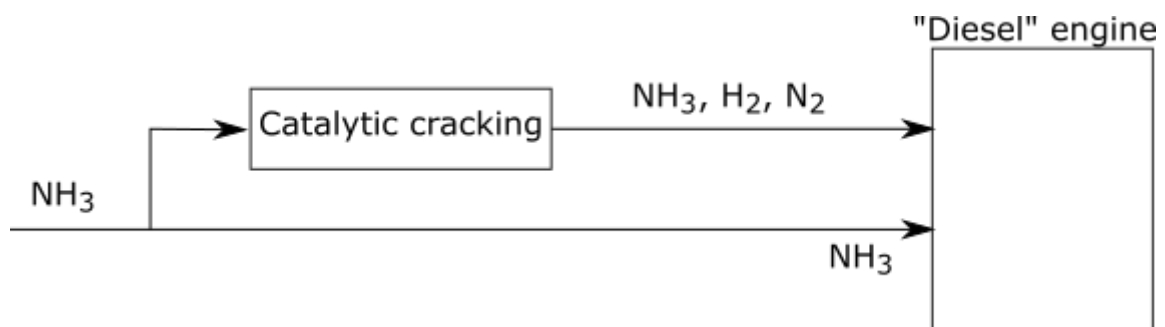 "Diesel" engine
NH₃, H₂, N₂
Catalytic cracking
NH₃
NH₃